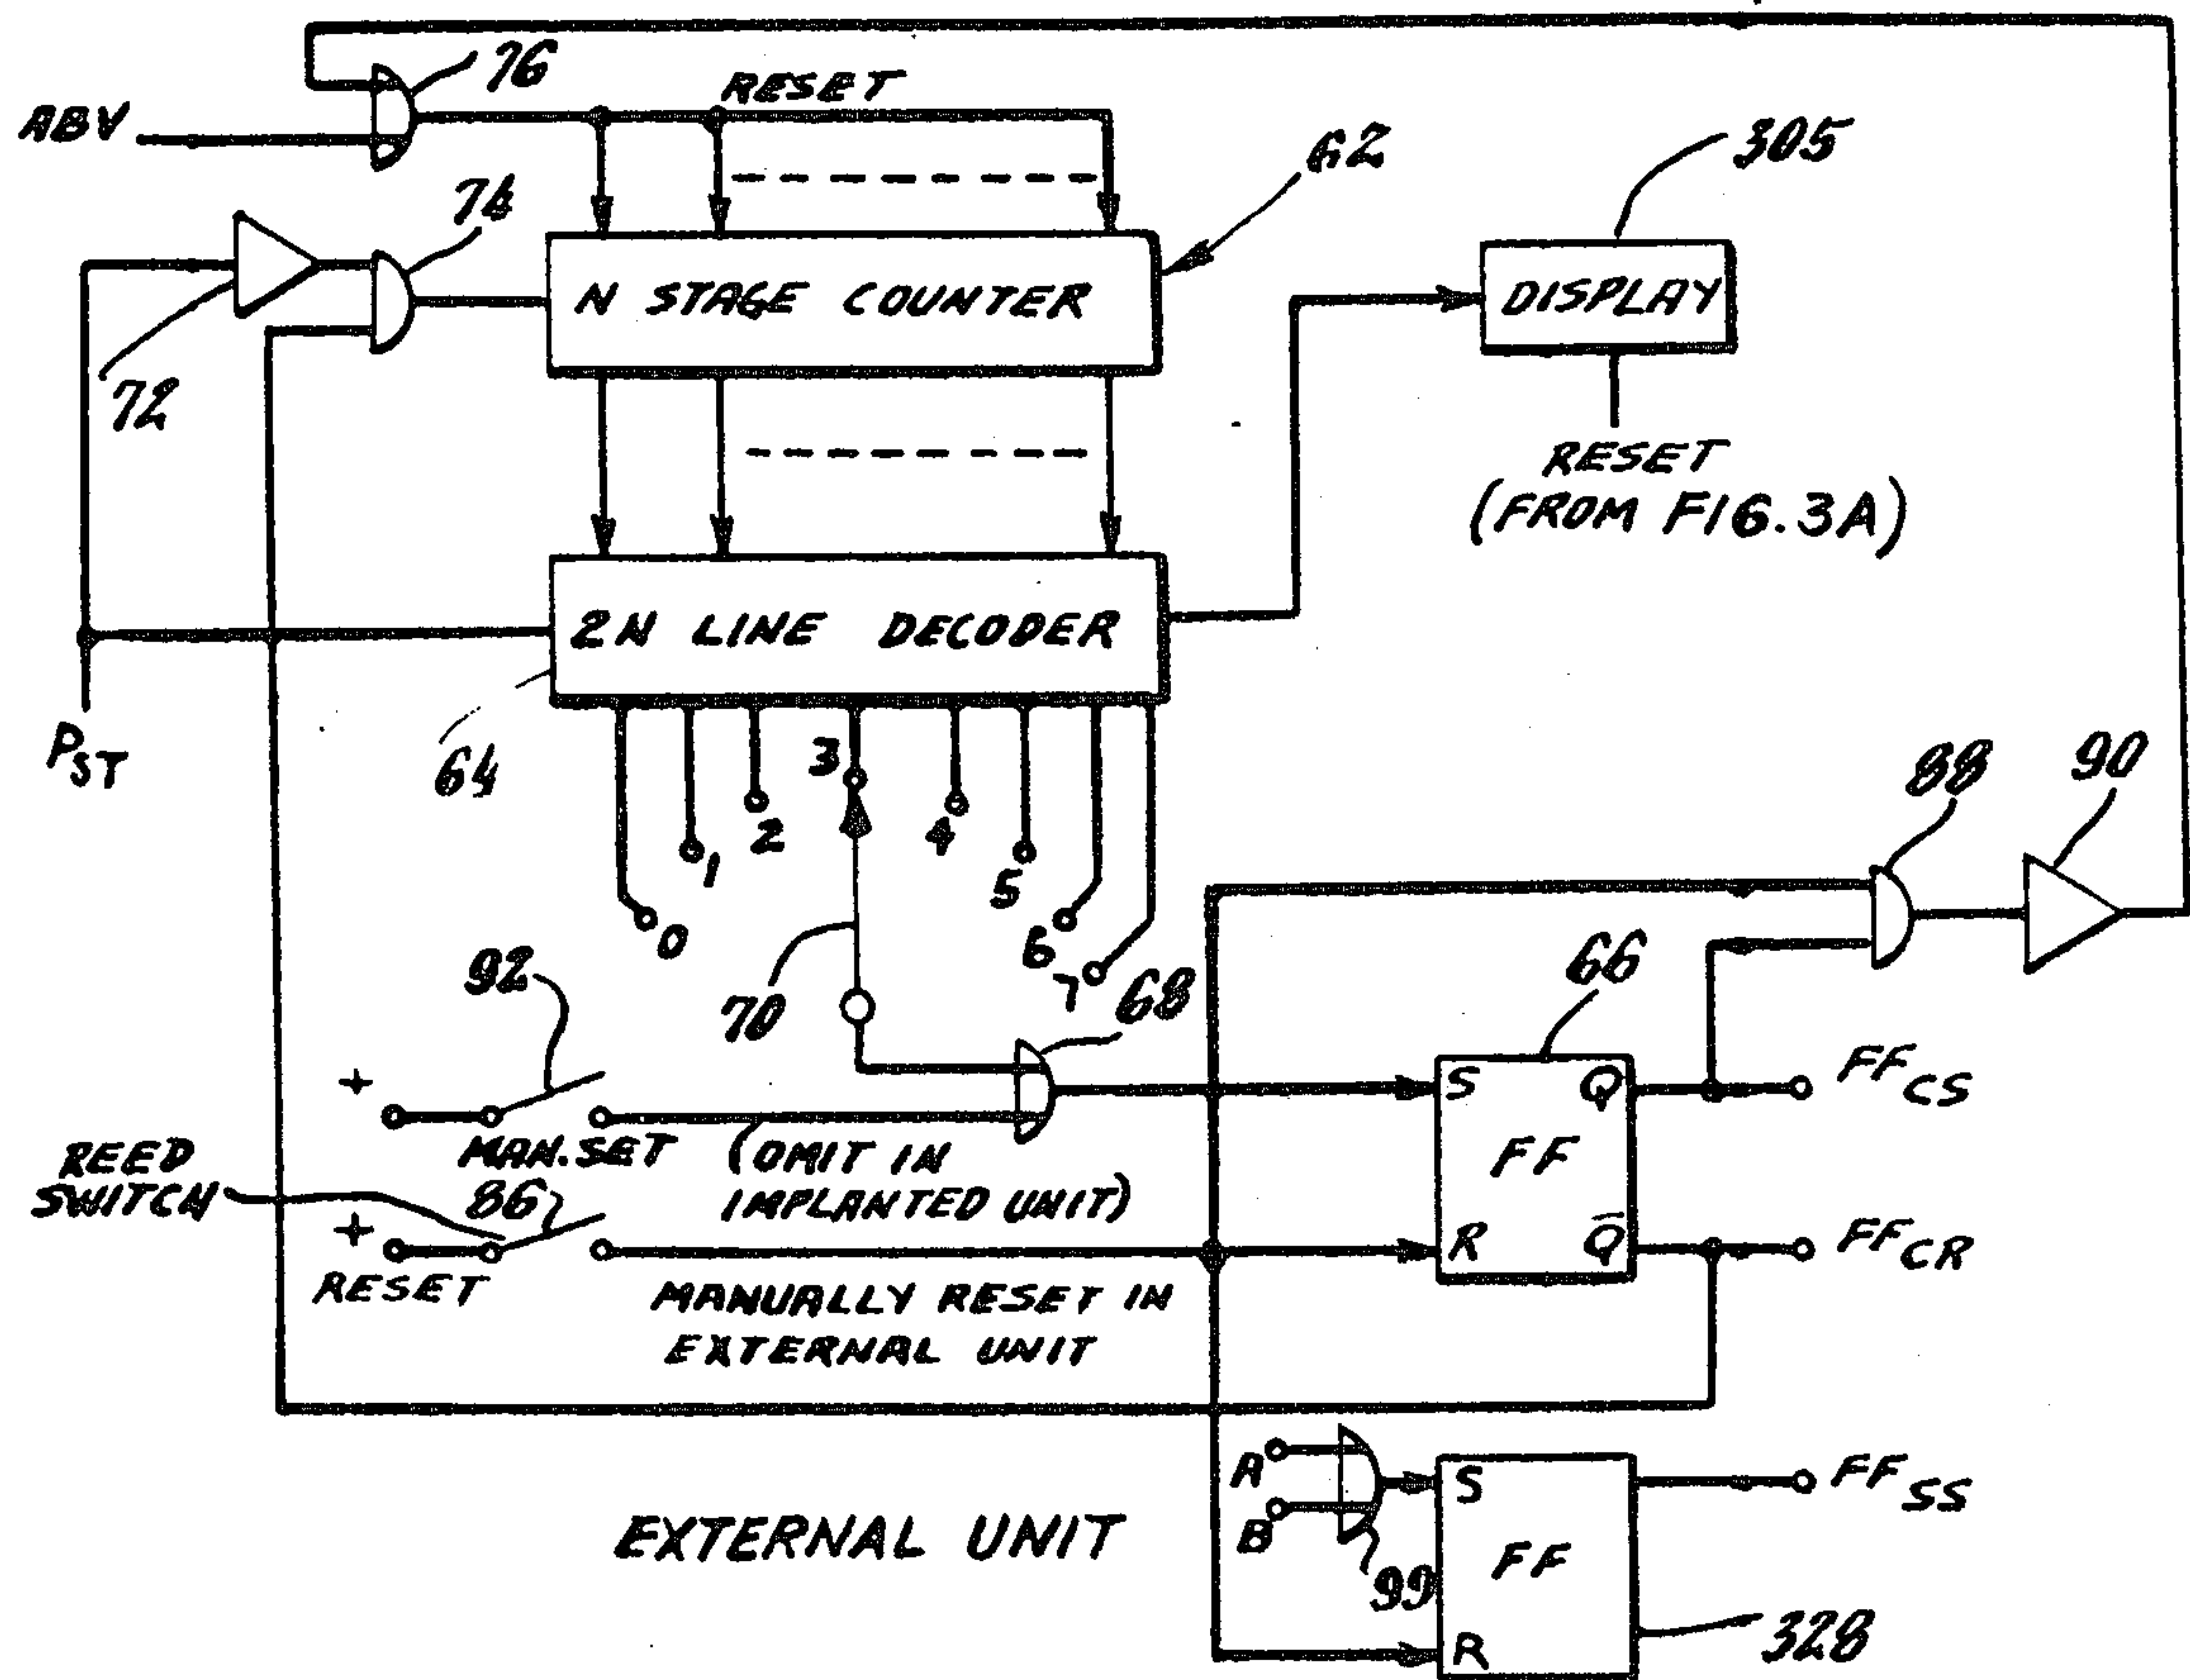 76
RESET
ABV
62
305
74
N STAGE COUNTER
DISPLAY
72
RESET
(FROM FIG. 3A)
2N LINE DECODER
PST
64
3
2
4
1
5
0
6
7
88
90
92
70
68
66
+
S Q
FFCS
MAN. SET
(OMIT IN
IMPLANTED UNIT)
FF
REED
SWITCH
86
+
R Q̅
FFCR
RESET
MANUALLY RESET IN
EXTERNAL UNIT
A
S
FFSS
B
EXTERNAL UNIT
FF
99
R
328